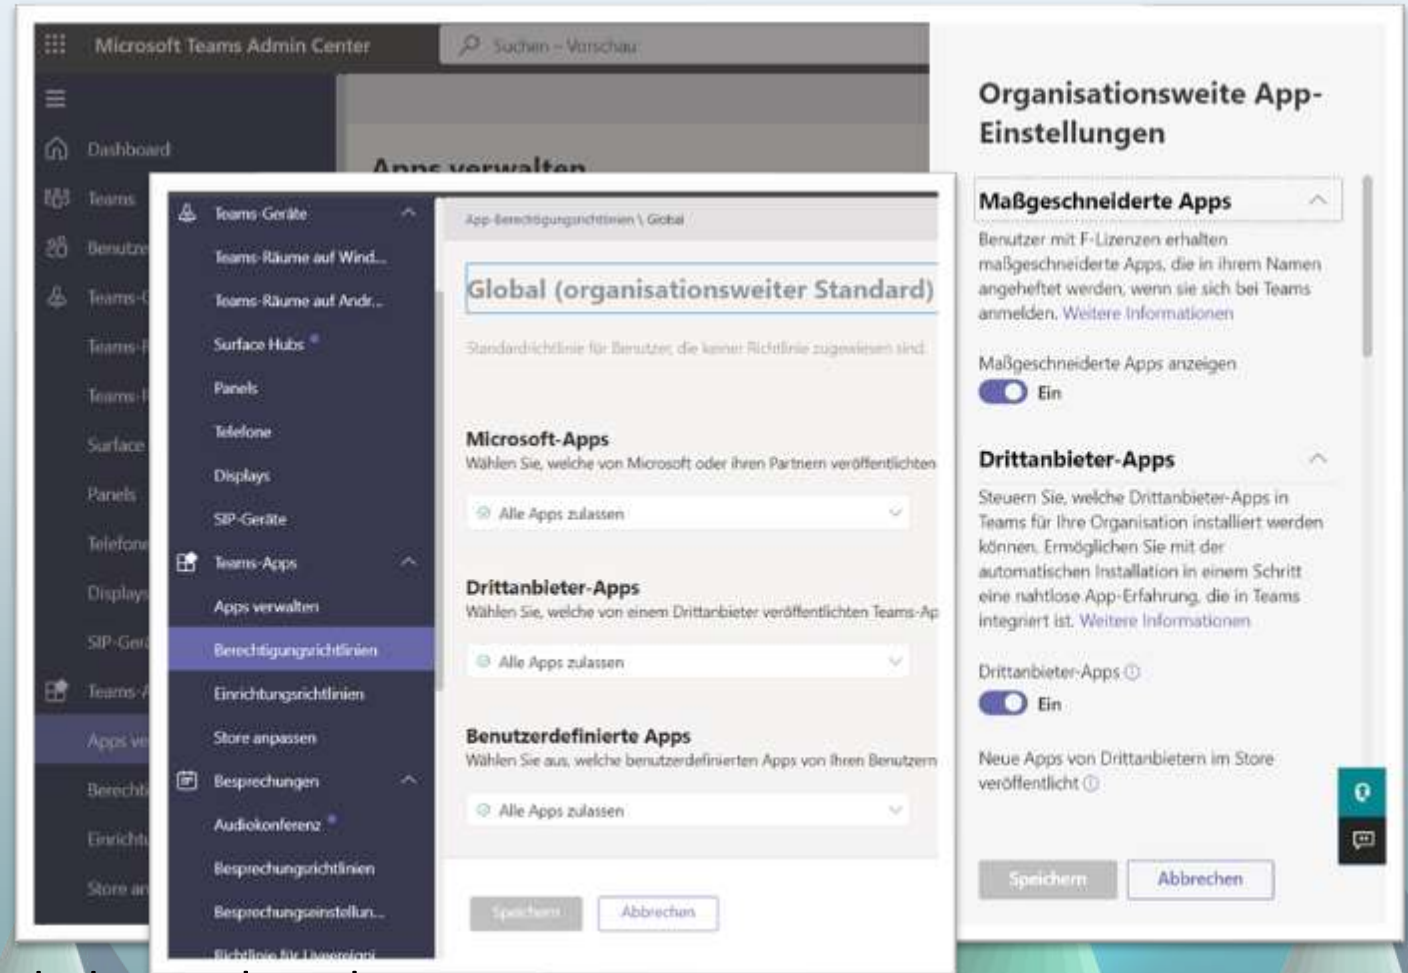 Microsoft Teams Admin Center
Suchen – Vorschau
Dashboard
Teams
Apps verwalten
Surface
Panels
Displays
Teams-Geräte
Teams-Räume auf Wind...
Teams-Räume auf Andr...
Surface Hubs
Panels
Telefone
Displays
SIP-Geräte
Teams-Apps
Apps verwalten
Berechtigungsrichtlinien
Einrichtungsrichtlinien
Store anpassen
Besprechungen
Audiokonferenz
Besprechungsrichtlinien
Besprechungseinstellun...
App-Berechtigungsrichtlinien \ Global
Global (organisationsweiter Standard)
Standardrichtlinie für Benutzer, die keiner Richtlinie zugewiesen sind.
Microsoft-Apps
Wählen Sie, welche von Microsoft oder ihren Partnern veröffentlichten
Alle Apps zulassen
Drittanbieter-Apps
Wählen Sie, welche von einem Drittanbieter veröffentlichten Teams-Ap
Alle Apps zulassen
Benutzerdefinierte Apps
Wählen Sie aus, welche benutzerdefinierten Apps von Ihren Benutzern
Alle Apps zulassen
Speichern
Abbrechen
Organisationsweite App-
Einstellungen
Maßgeschneiderte Apps
Benutzer mit F-Lizenzen erhalten
maßgeschneiderte Apps, die in ihrem Namen
angeheftet werden, wenn sie sich bei Teams
anmelden. Weitere Informationen
Maßgeschneiderte Apps anzeigen
Ein
Drittanbieter-Apps
Steuern Sie, welche Drittanbieter-Apps in
Teams für Ihre Organisation installiert werden
können. Ermöglichen Sie mit der
automatischen Installation in einem Schritt
eine nahtlose App-Erfahrung, die in Teams
integriert ist. Weitere Informationen
Drittanbieter-Apps
Ein
Neue Apps von Drittanbietern im Store
veröffentlicht
Speichern
Abbrechen